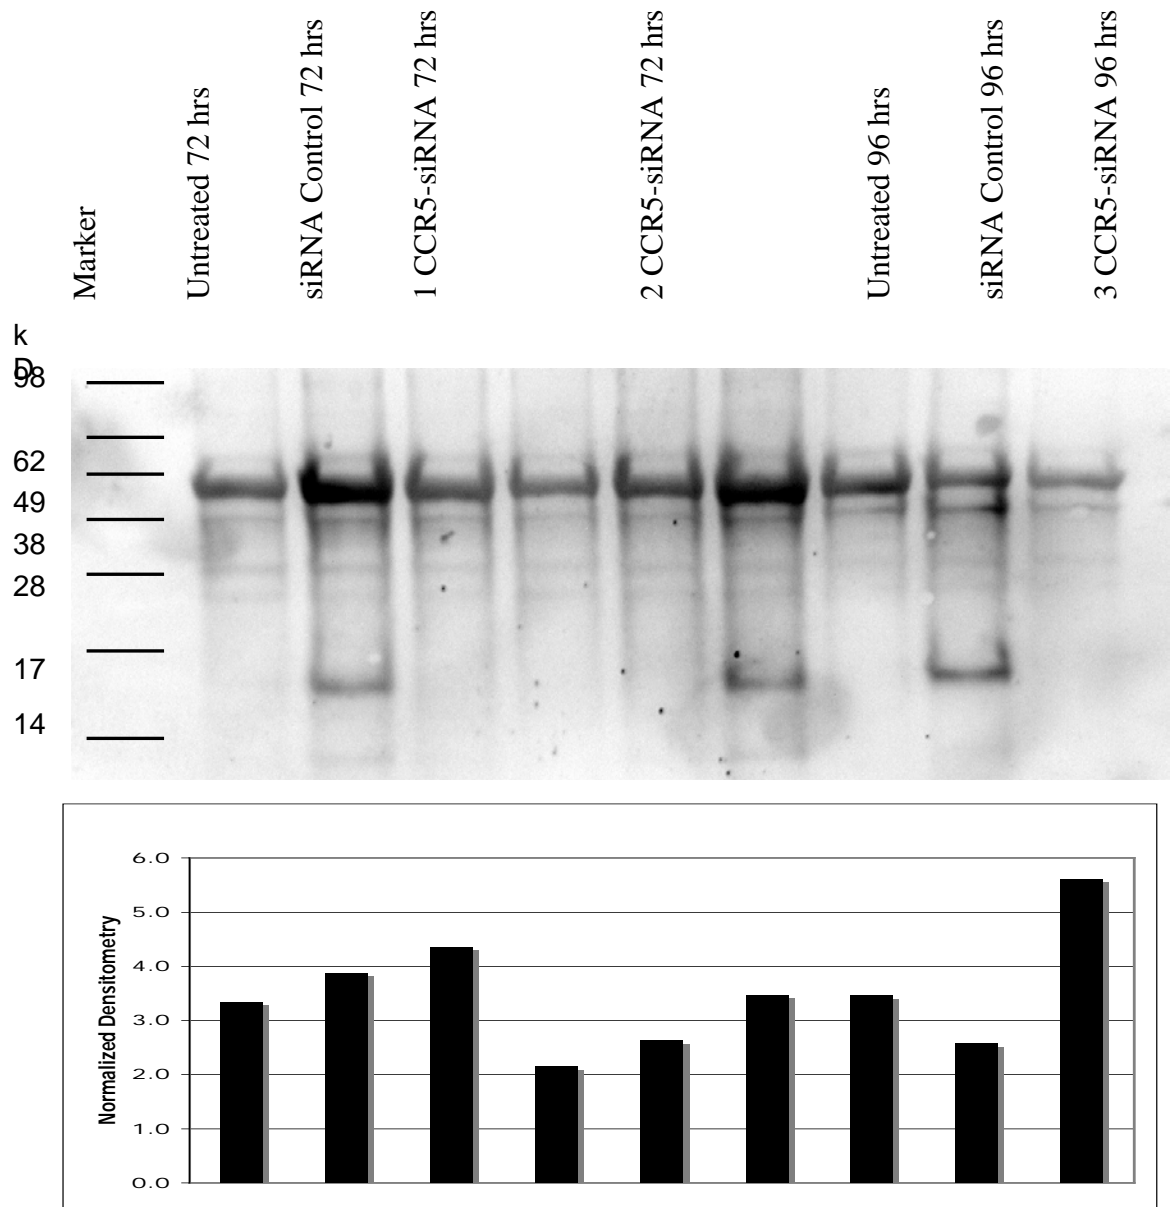 Marker
Untreated 72 hrs
siRNA Control 72 hrs
1 CCR5-siRNA 72 hrs
2 CCR5-siRNA 72 hrs
Untreated 96 hrs
siRNA Control 96 hrs
3 CCR5-siRNA 96 hrs
k
D
98
62
49
38
28
17
14
Normalized Densitometry
6.0
5.0
4.0
3.0
2.0
1.0
0.0